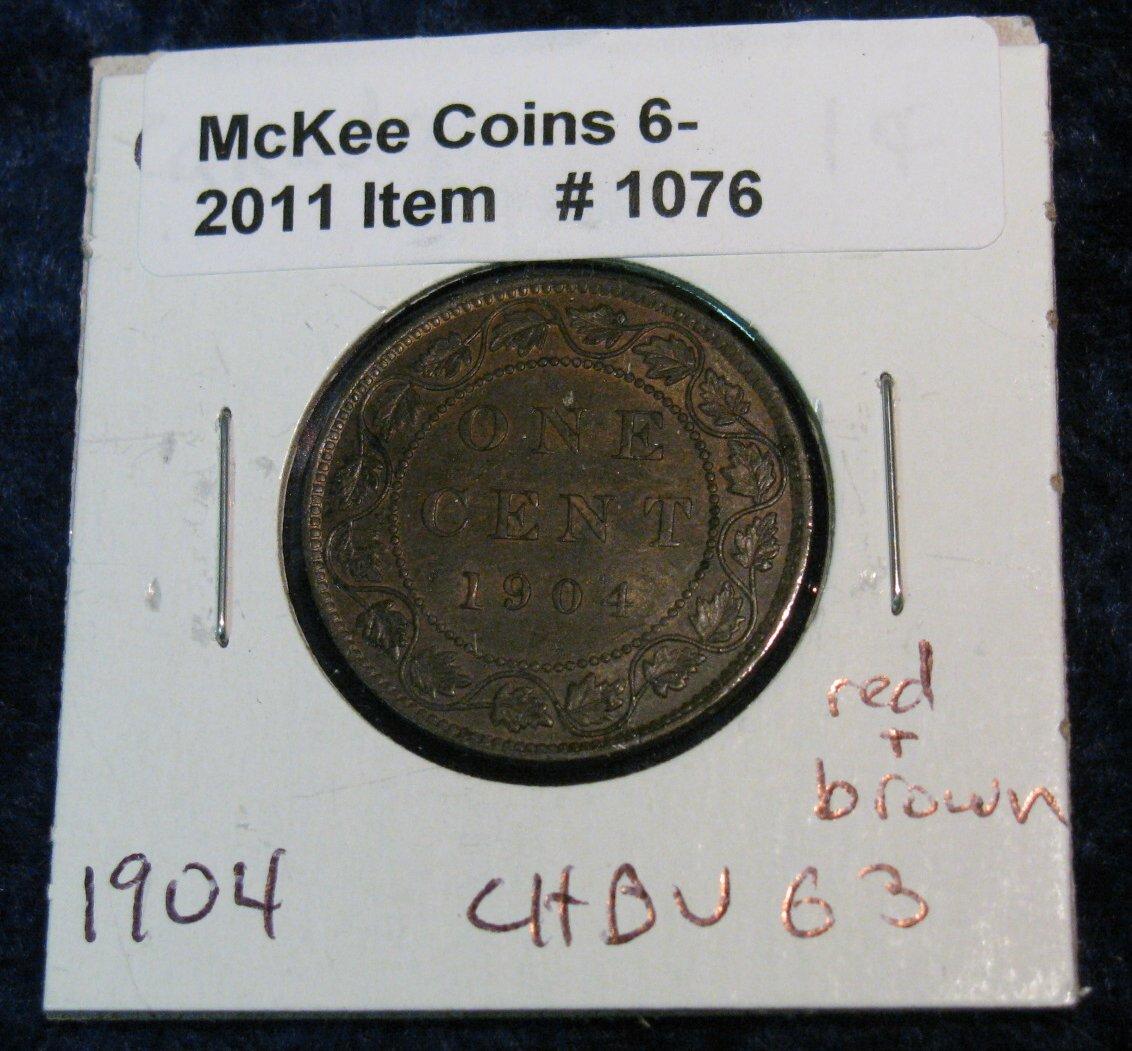 McKee Coins 6-
2011 Item # 1076
ONE
CENT
1904
red
+
brown
1904 CHBU 63